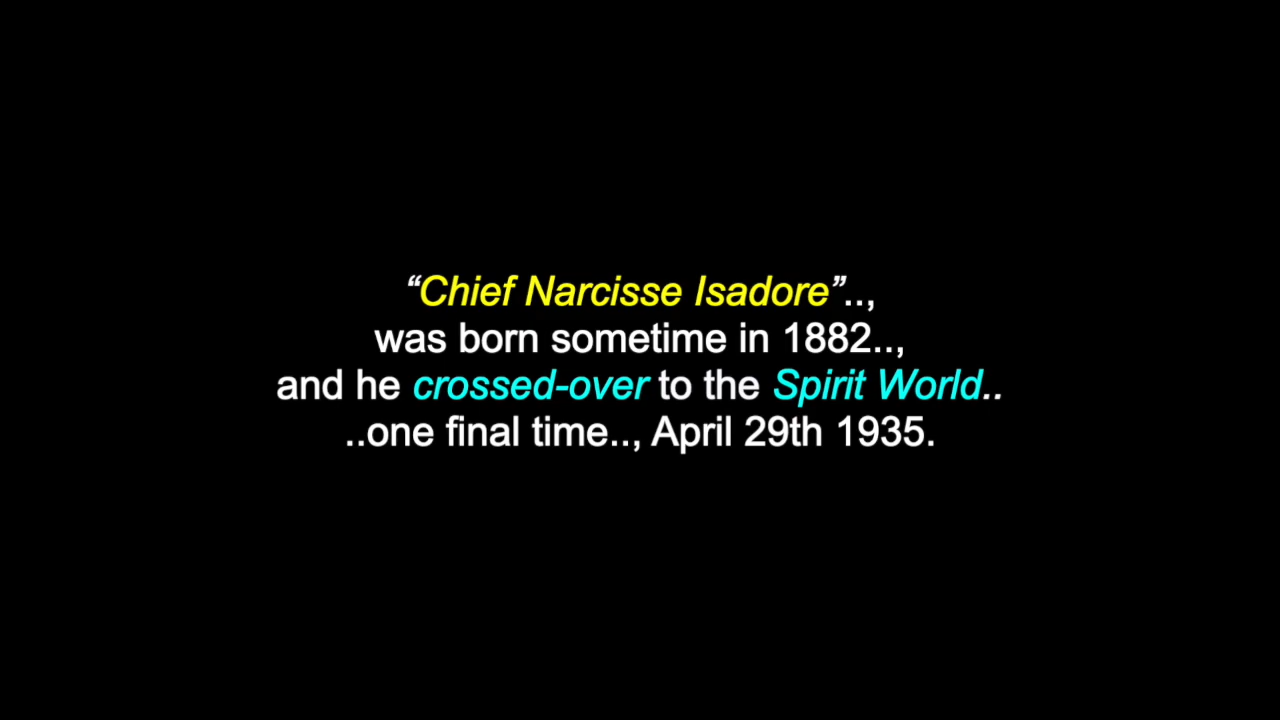 “Chief Narcisse Isadore”..,
was born sometime in 1882..,
and he crossed-over to the Spirit World..
..one final time.., April 29th 1935.